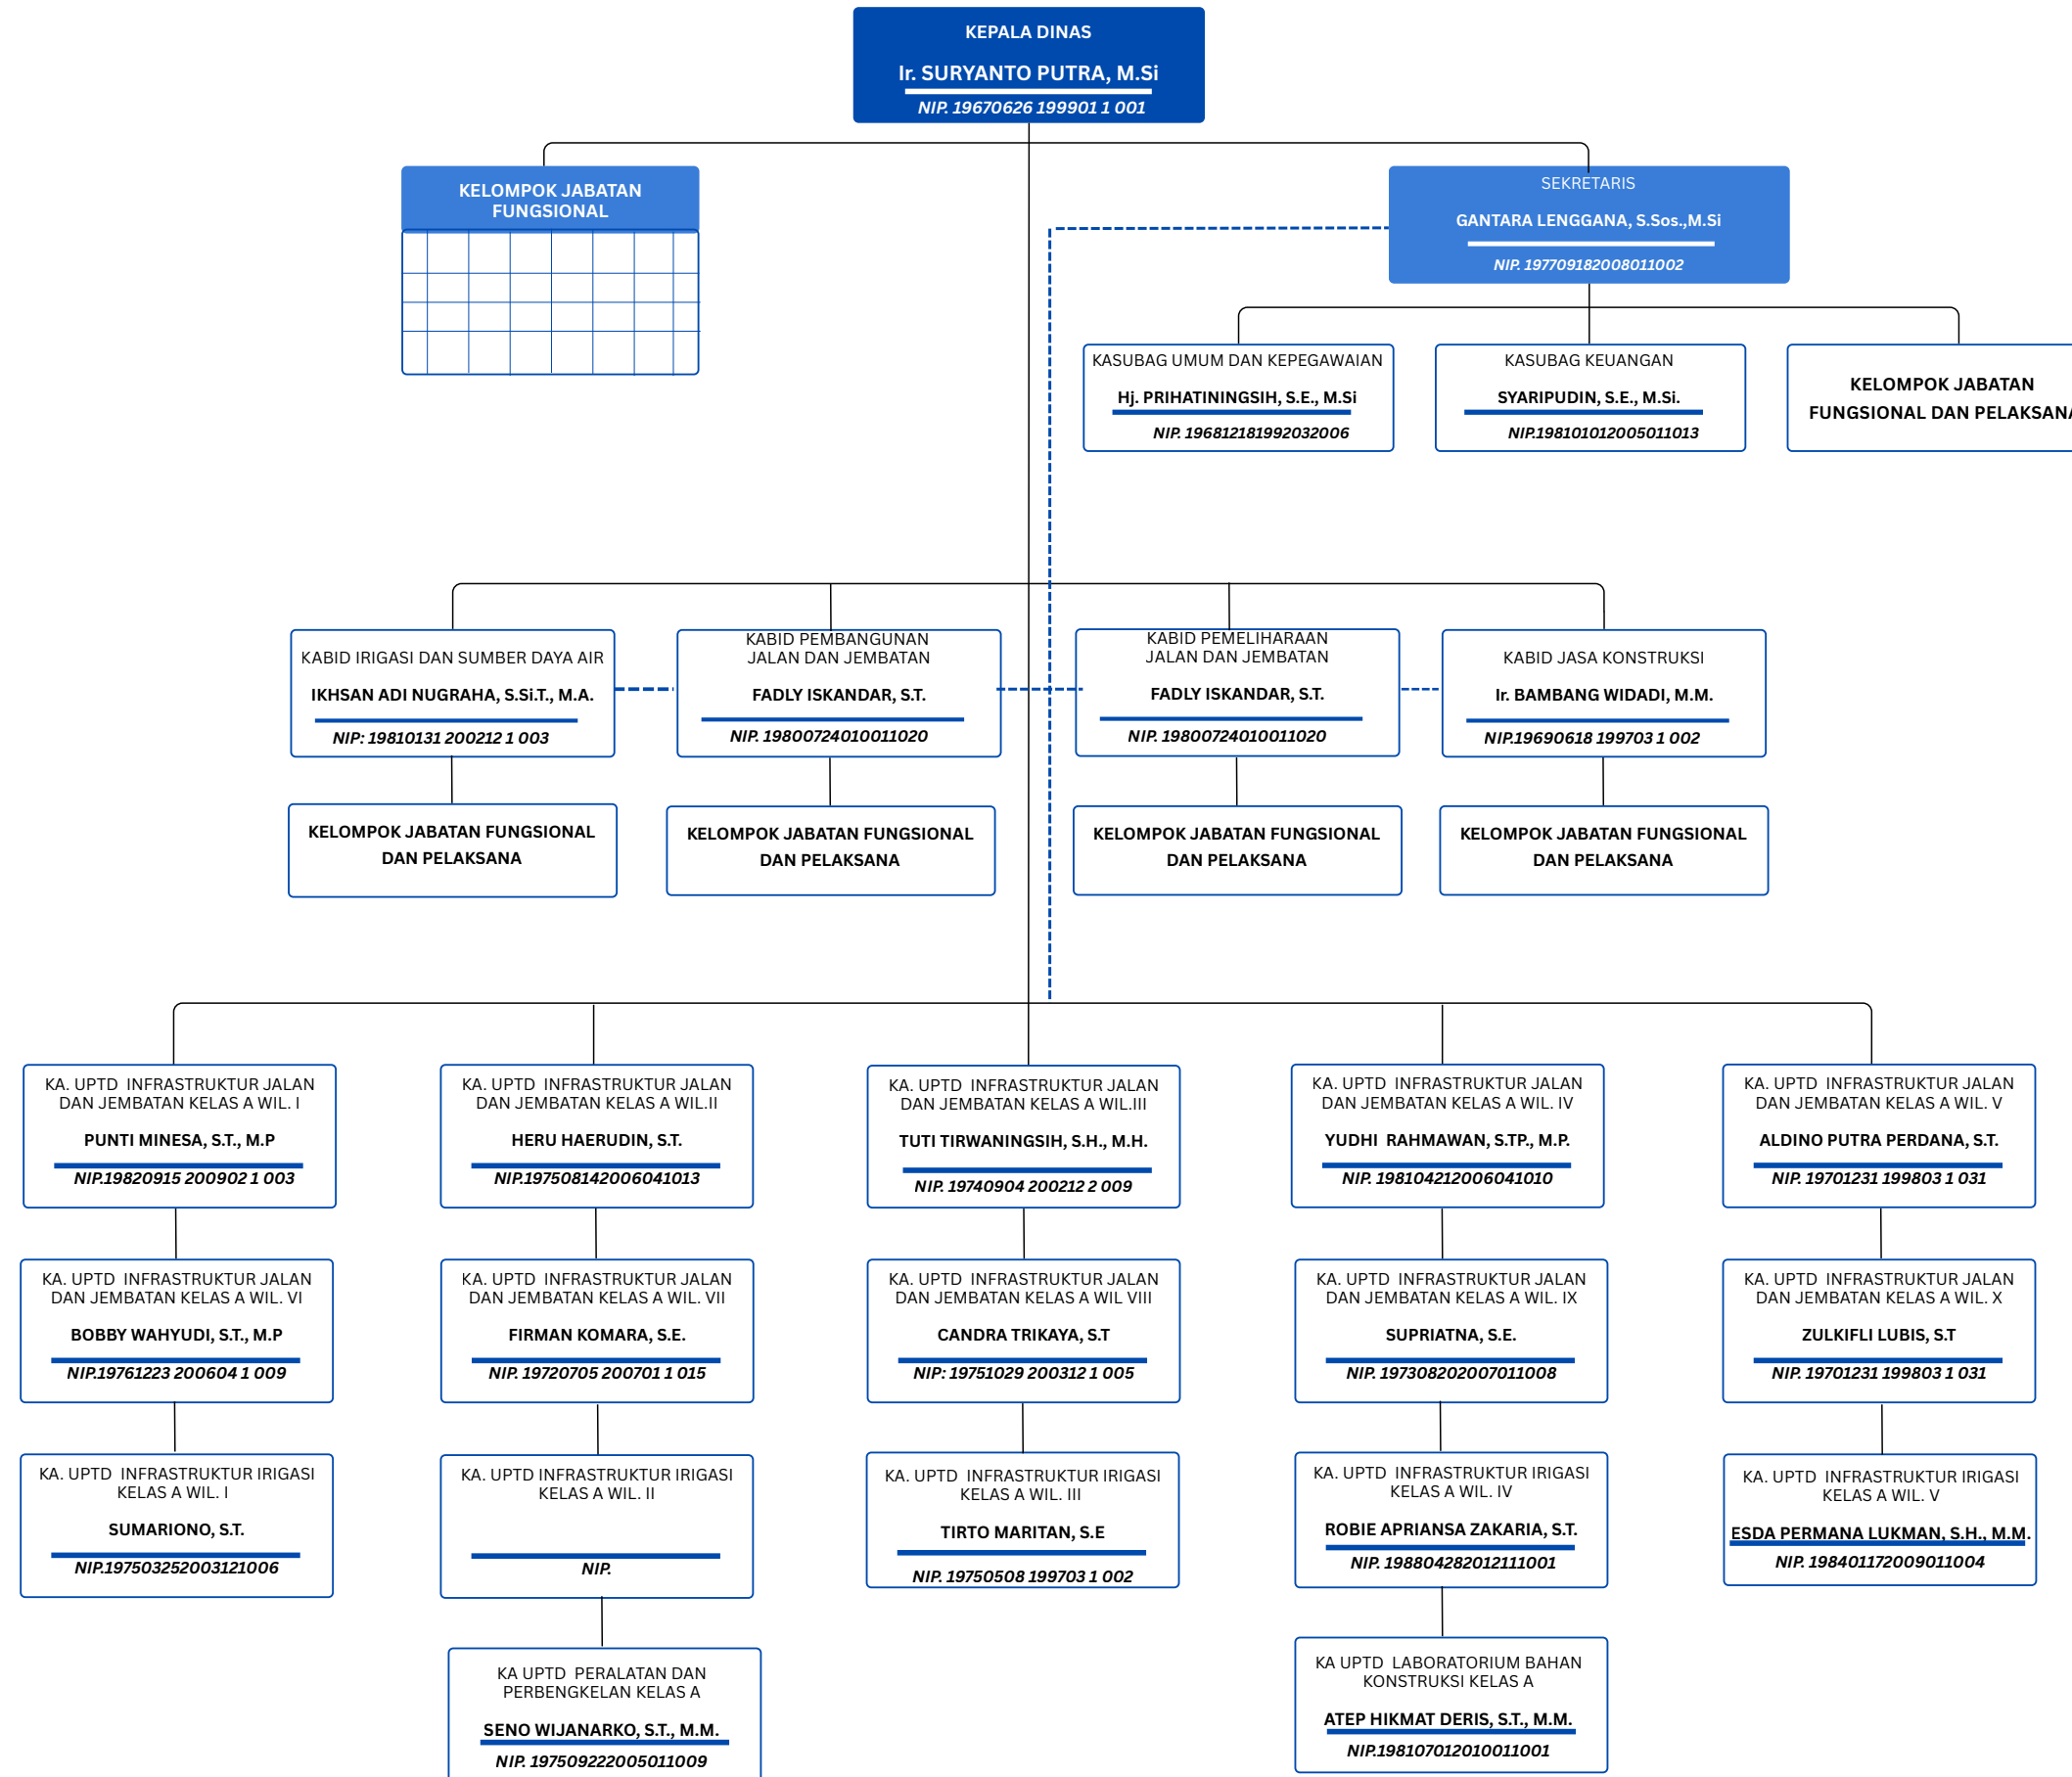 KEPALA DINAS
Ir. SURYANTO PUTRA, M.Si
NIP. 19670626 199901 1 001
KELOMPOK JABATAN
FUNGSIONAL
SEKRETARIS
GANTARA LENGGANA, S.Sos.,M.Si
NIP. 197709182008011002
KASUBAG UMUM DAN KEPEGAWAIAN
Hj. PRIHATININGSIH, S.E., M.Si
NIP. 196812181992032006
KASUBAG KEUANGAN
SYARIPUDIN, S.E., M.Si.
NIP.198101012005011013
KELOMPOK JABATAN
FUNGSIONAL DAN PELAKSANA
KABID IRIGASI DAN SUMBER DAYA AIR
IKHSAN ADI NUGRAHA, S.Si.T., M.A.
NIP: 19810131 200212 1 003
KABID PEMBANGUNAN
JALAN DAN JEMBATAN
FADLY ISKANDAR, S.T.
NIP. 19800724010011020
KABID PEMELIHARAAN
JALAN DAN JEMBATAN
FADLY ISKANDAR, S.T.
NIP. 19800724010011020
KABID JASA KONSTRUKSI
Ir. BAMBANG WIDADI, M.M.
NIP.19690618 199703 1 002
KELOMPOK JABATAN FUNGSIONAL
DAN PELAKSANA
KELOMPOK JABATAN FUNGSIONAL
DAN PELAKSANA
KELOMPOK JABATAN FUNGSIONAL
DAN PELAKSANA
KELOMPOK JABATAN FUNGSIONAL
DAN PELAKSANA
KA. UPTD  INFRASTRUKTUR JALAN
DAN JEMBATAN KELAS A WIL. I
PUNTI MINESA, S.T., M.P
NIP.19820915 200902 1 003
KA. UPTD  INFRASTRUKTUR JALAN
DAN JEMBATAN KELAS A WIL.II
HERU HAERUDIN, S.T.
NIP.197508142006041013
KA. UPTD  INFRASTRUKTUR JALAN
DAN JEMBATAN KELAS A WIL.III
TUTI TIRWANINGSIH, S.H., M.H.
NIP. 19740904 200212 2 009
KA. UPTD  INFRASTRUKTUR JALAN
DAN JEMBATAN KELAS A WIL. IV
YUDHI  RAHMAWAN, S.TP., M.P.
NIP. 198104212006041010
KA. UPTD  INFRASTRUKTUR JALAN
DAN JEMBATAN KELAS A WIL. V
ALDINO PUTRA PERDANA, S.T.
NIP. 19701231 199803 1 031
KA. UPTD  INFRASTRUKTUR JALAN
DAN JEMBATAN KELAS A WIL. VI
BOBBY WAHYUDI, S.T., M.P
NIP.19761223 200604 1 009
KA. UPTD  INFRASTRUKTUR JALAN
DAN JEMBATAN KELAS A WIL. VII
FIRMAN KOMARA, S.E.
NIP. 19720705 200701 1 015
KA. UPTD  INFRASTRUKTUR JALAN
DAN JEMBATAN KELAS A WIL VIII
CANDRA TRIKAYA, S.T
NIP: 19751029 200312 1 005
KA. UPTD  INFRASTRUKTUR JALAN
DAN JEMBATAN KELAS A WIL. IX
SUPRIATNA, S.E.
NIP. 197308202007011008
KA. UPTD  INFRASTRUKTUR JALAN
DAN JEMBATAN KELAS A WIL. X
ZULKIFLI LUBIS, S.T
NIP. 19701231 199803 1 031
KA. UPTD  INFRASTRUKTUR IRIGASI
KELAS A WIL. I
SUMARIONO, S.T.
NIP.197503252003121006
KA. UPTD INFRASTRUKTUR IRIGASI
KELAS A WIL. II
NIP.
KA. UPTD  INFRASTRUKTUR IRIGASI
KELAS A WIL. III
TIRTO MARITAN, S.E
NIP. 19750508 199703 1 002
KA. UPTD  INFRASTRUKTUR IRIGASI
KELAS A WIL. IV
ROBIE APRIANSA ZAKARIA, S.T.
NIP. 198804282012111001
KA. UPTD  INFRASTRUKTUR IRIGASI
KELAS A WIL. V
ESDA PERMANA LUKMAN, S.H., M.M.
NIP. 198401172009011004
KA UPTD  PERALATAN DAN
PERBENGKELAN KELAS A
SENO WIJANARKO, S.T., M.M.
NIP. 197509222005011009
KA UPTD  LABORATORIUM BAHAN
KONSTRUKSI KELAS A
ATEP HIKMAT DERIS, S.T., M.M.
NIP.198107012010011001